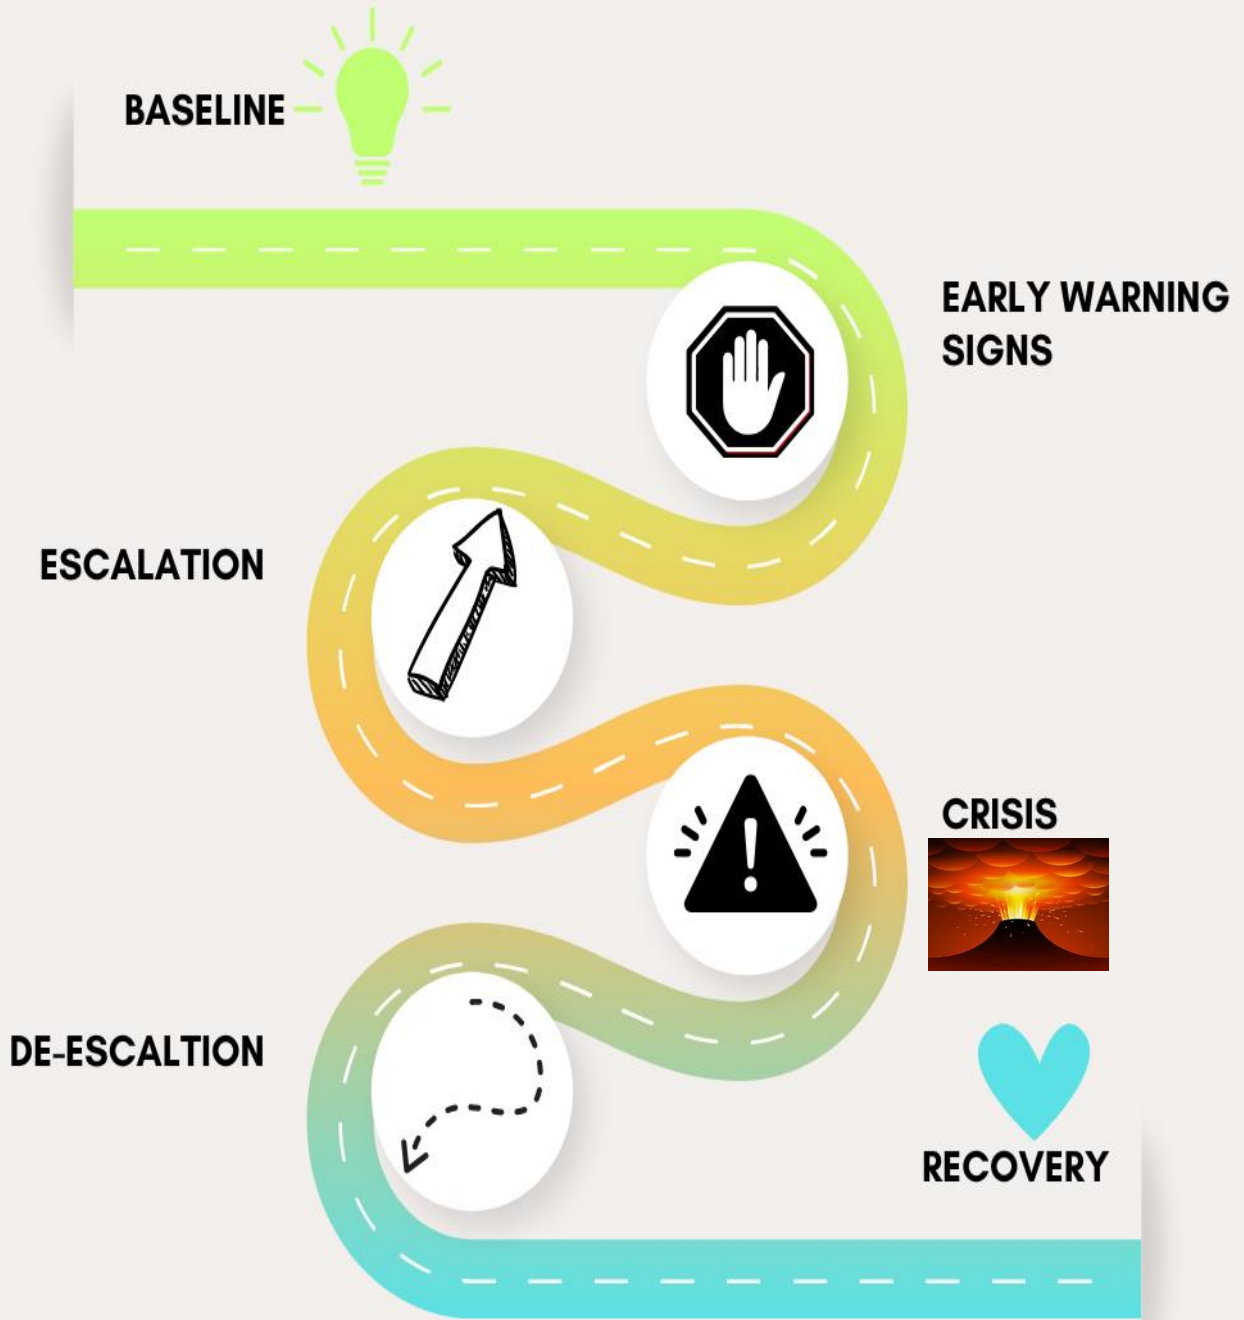 BASELINE
EARLY WARNING
SIGNS
ESCALATION
CRISIS
DE-ESCALTION
RECOVERY